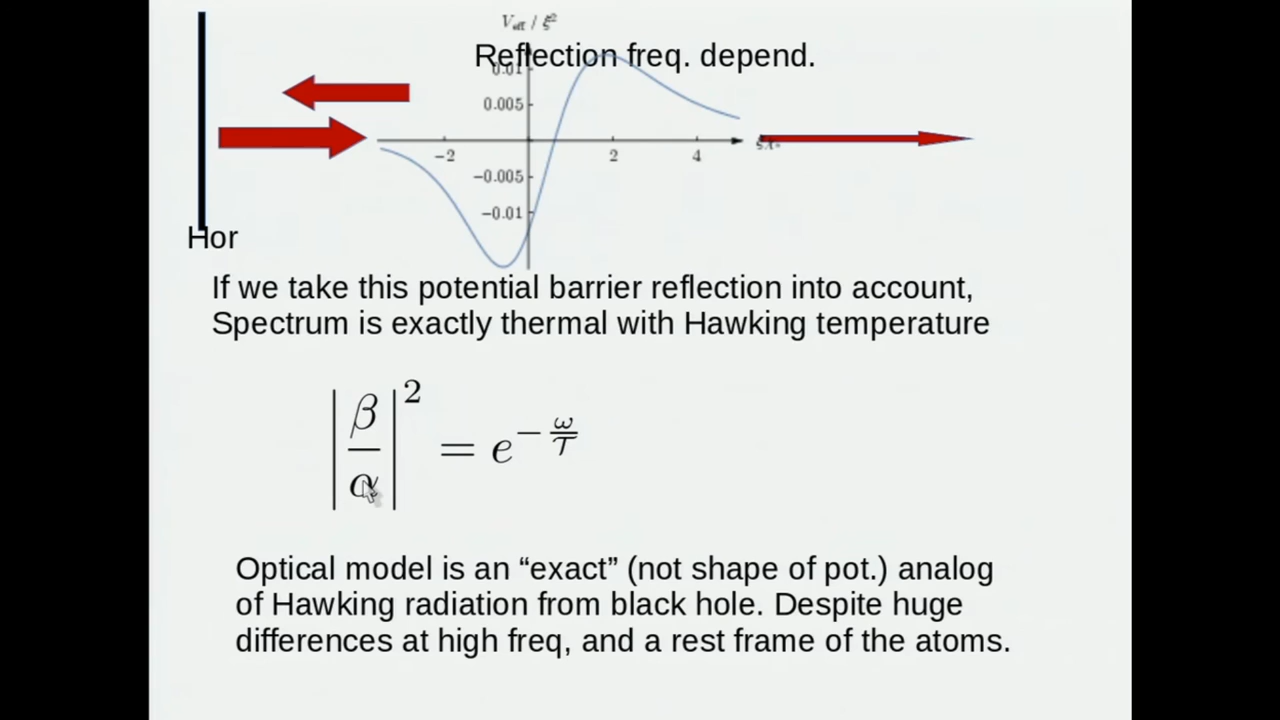 V_eff / ξ²
Reflection freq. depend.
0.01
0.005
−2
2
4
−0.005
−0.01
Hor
If we take this potential barrier reflection into account,
Spectrum is exactly thermal with Hawking temperature
|β/α|² = e^{−ω/T}
Optical model is an “exact” (not shape of pot.) analog
of Hawking radiation from black hole. Despite huge
differences at high freq, and a rest frame of the atoms.